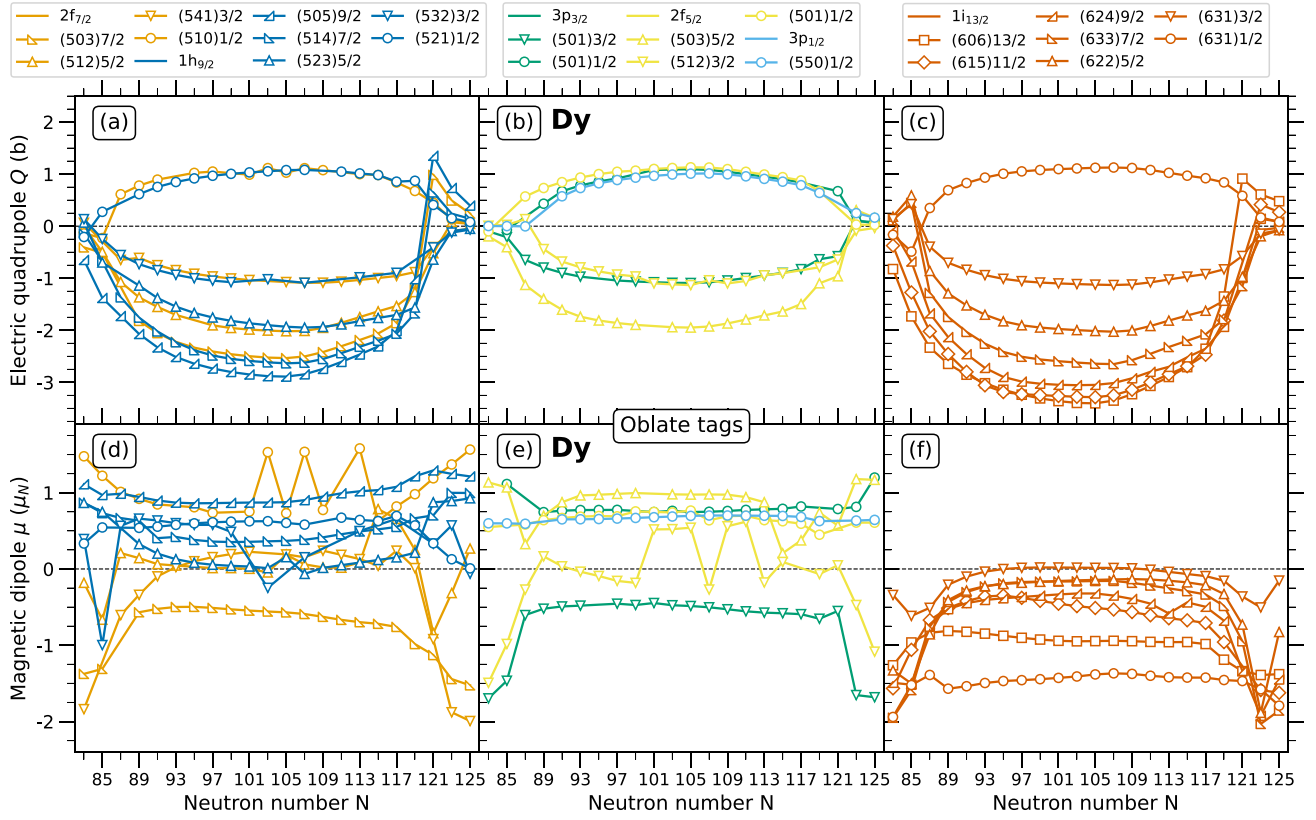 2f7/2 (541)3/2 (505)9/2 (532)3/2
(503)7/2 (510)1/2 (514)7/2 (521)1/2
(512)5/2 1h9/2 (523)5/2
3p3/2 2f5/2 (501)1/2
(501)3/2 (503)5/2 3p1/2
(501)1/2 (512)3/2 (550)1/2
1i13/2 (624)9/2 (631)3/2
(606)13/2 (633)7/2 (631)1/2
(615)11/2 (622)5/2
Electric quadrupole Q (b)
2
1
0
-1
-2
-3
(a)
(b) Dy
(c)
Oblate tags
Magnetic dipole μ (μN)
1
0
-1
-2
(d)
(e) Dy
(f)
85 89 93 97 101 105 109 113 117 121 125
85 89 93 97 101 105 109 113 117 121 125
85 89 93 97 101 105 109 113 117 121 125
Neutron number N
Neutron number N
Neutron number N